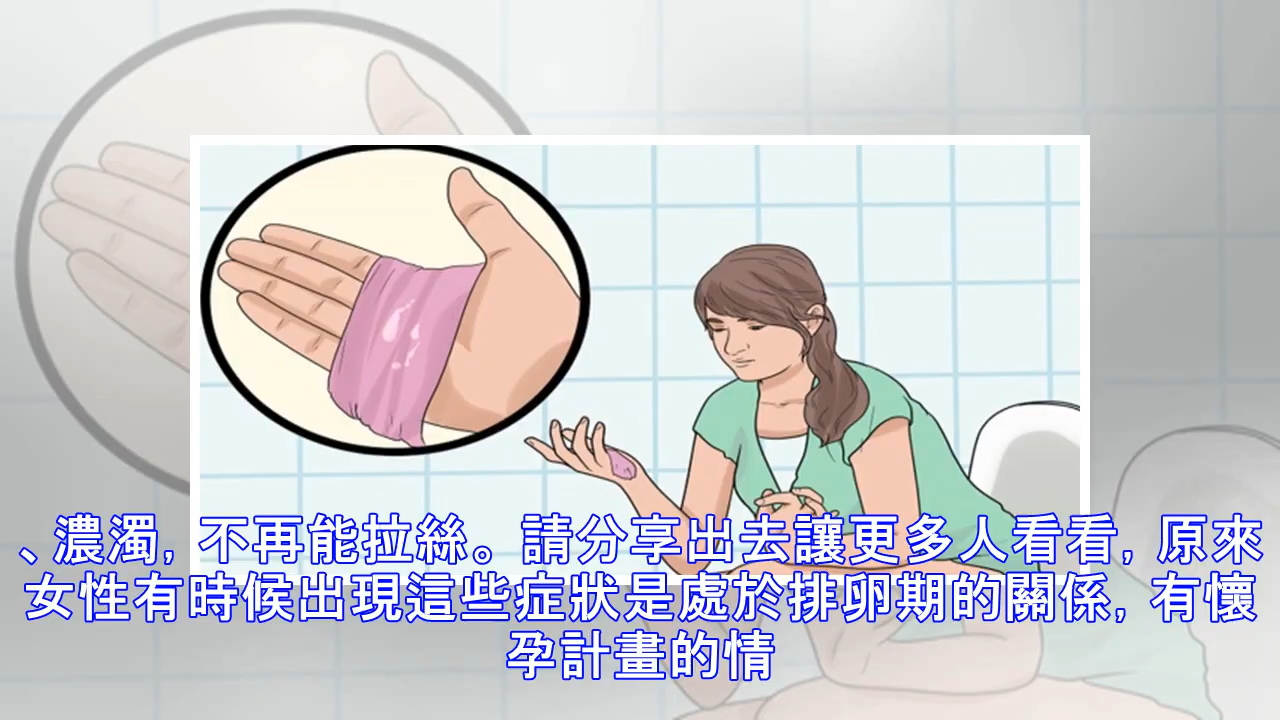 、濃濁, 不再能拉絲。請分享出去讓更多人看看, 原來
女性有時候出現這些症狀是處於排卵期的關係, 有懷
孕計畫的情